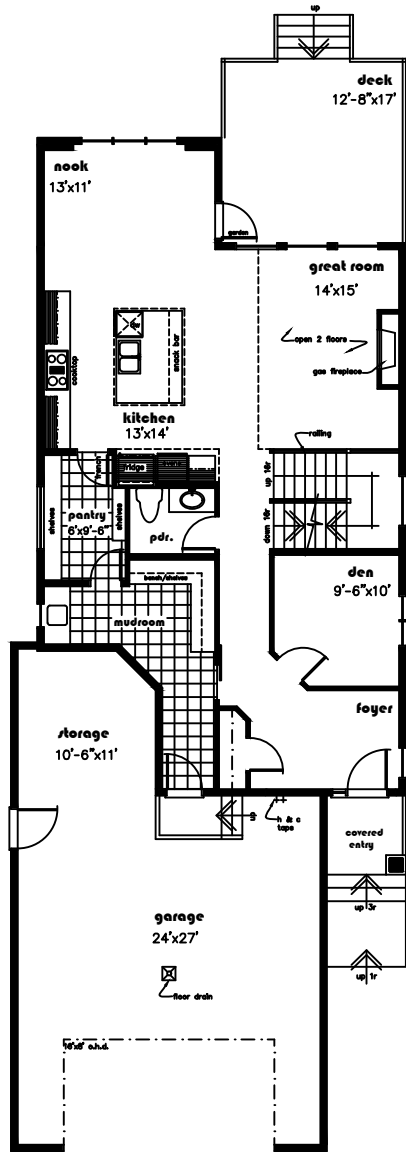 up
deck
12'-8"x17'
nook
13'x11'
garden
great room
14'x15'
dw
snack bar
open 2 floors
cooktop
gas fireplace
kitchen
13'x14'
railing
french
fridge
up 16r
shelves
pantry
6'x9'-6"
shelves
pdr.
down 16r
bench/shelves
den
9'-6"x10'
mudroom
foyer
storage
10'-6"x11'
up
h & c
taps
covered
entry
up 3r
garage
24'x27'
up 1r
floor drain
16'x8' o.h.d.